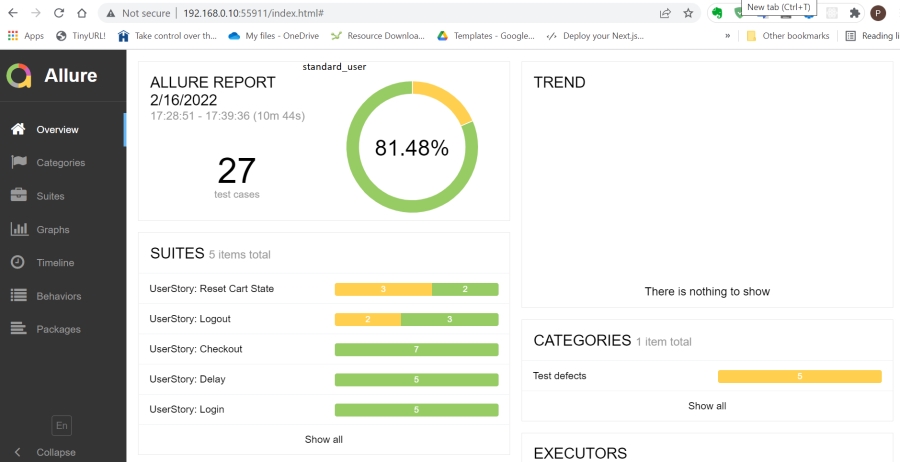 New tab (Ctrl+T)
Not secure
192.168.0.10:55911/index.html#
P
Apps
TinyURL!
Take control over th...
My files - OneDrive
Resource Downloa...
Templates - Google...
Deploy your Next.js...
»
Other bookmarks
Reading li
Allure
Overview
Categories
Suites
Graphs
Timeline
Behaviors
Packages
En
Collapse
ALLURE REPORT
2/16/2022
17:28:51 - 17:39:36 (10m 44s)
27
test cases
standard_user
81.48%
SUITES 5 items total
UserStory: Reset Cart State 3 2
UserStory: Logout 2 3
UserStory: Checkout 7
UserStory: Delay 5
UserStory: Login 5
Show all
TREND
There is nothing to show
CATEGORIES 1 item total
Test defects 5
Show all
EXECUTORS